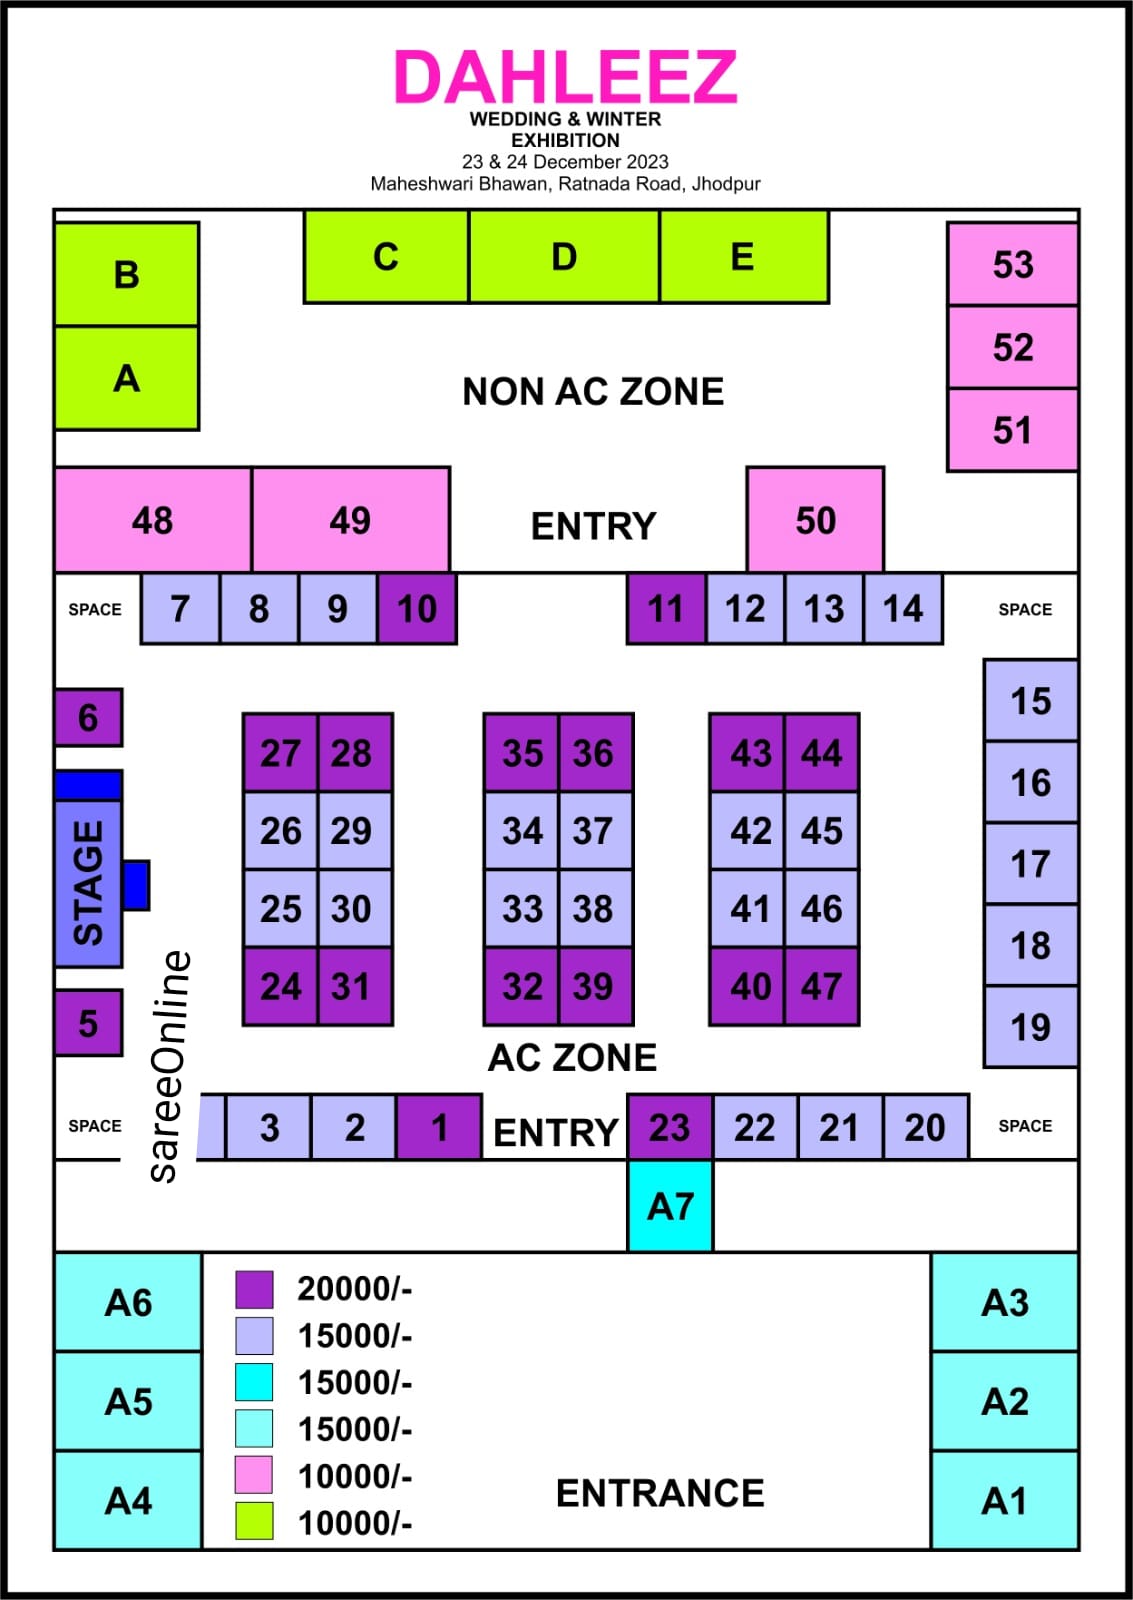 DAHLEEZ
WEDDING & WINTER
EXHIBITION
23 & 24 December 2023
Maheshwari Bhawan, Ratnada Road, Jhodpur
B
C D E
53
A
52
NON AC ZONE
51
48 49 ENTRY 50
SPACE 7 8 9 10 11 12 13 14 SPACE
6
15
27 28 35 36 43 44
16
26 29 34 37 42 45
STAGE
17
25 30 33 38 41 46
18
24 31 32 39 40 47
5
19
sareeOnline
AC ZONE
SPACE 3 2 1 ENTRY 23 22 21 20 SPACE
A7
A6 20000/- A3
15000/-
15000/-
A5 15000/- A2
10000/-
A4 10000/- ENTRANCE A1